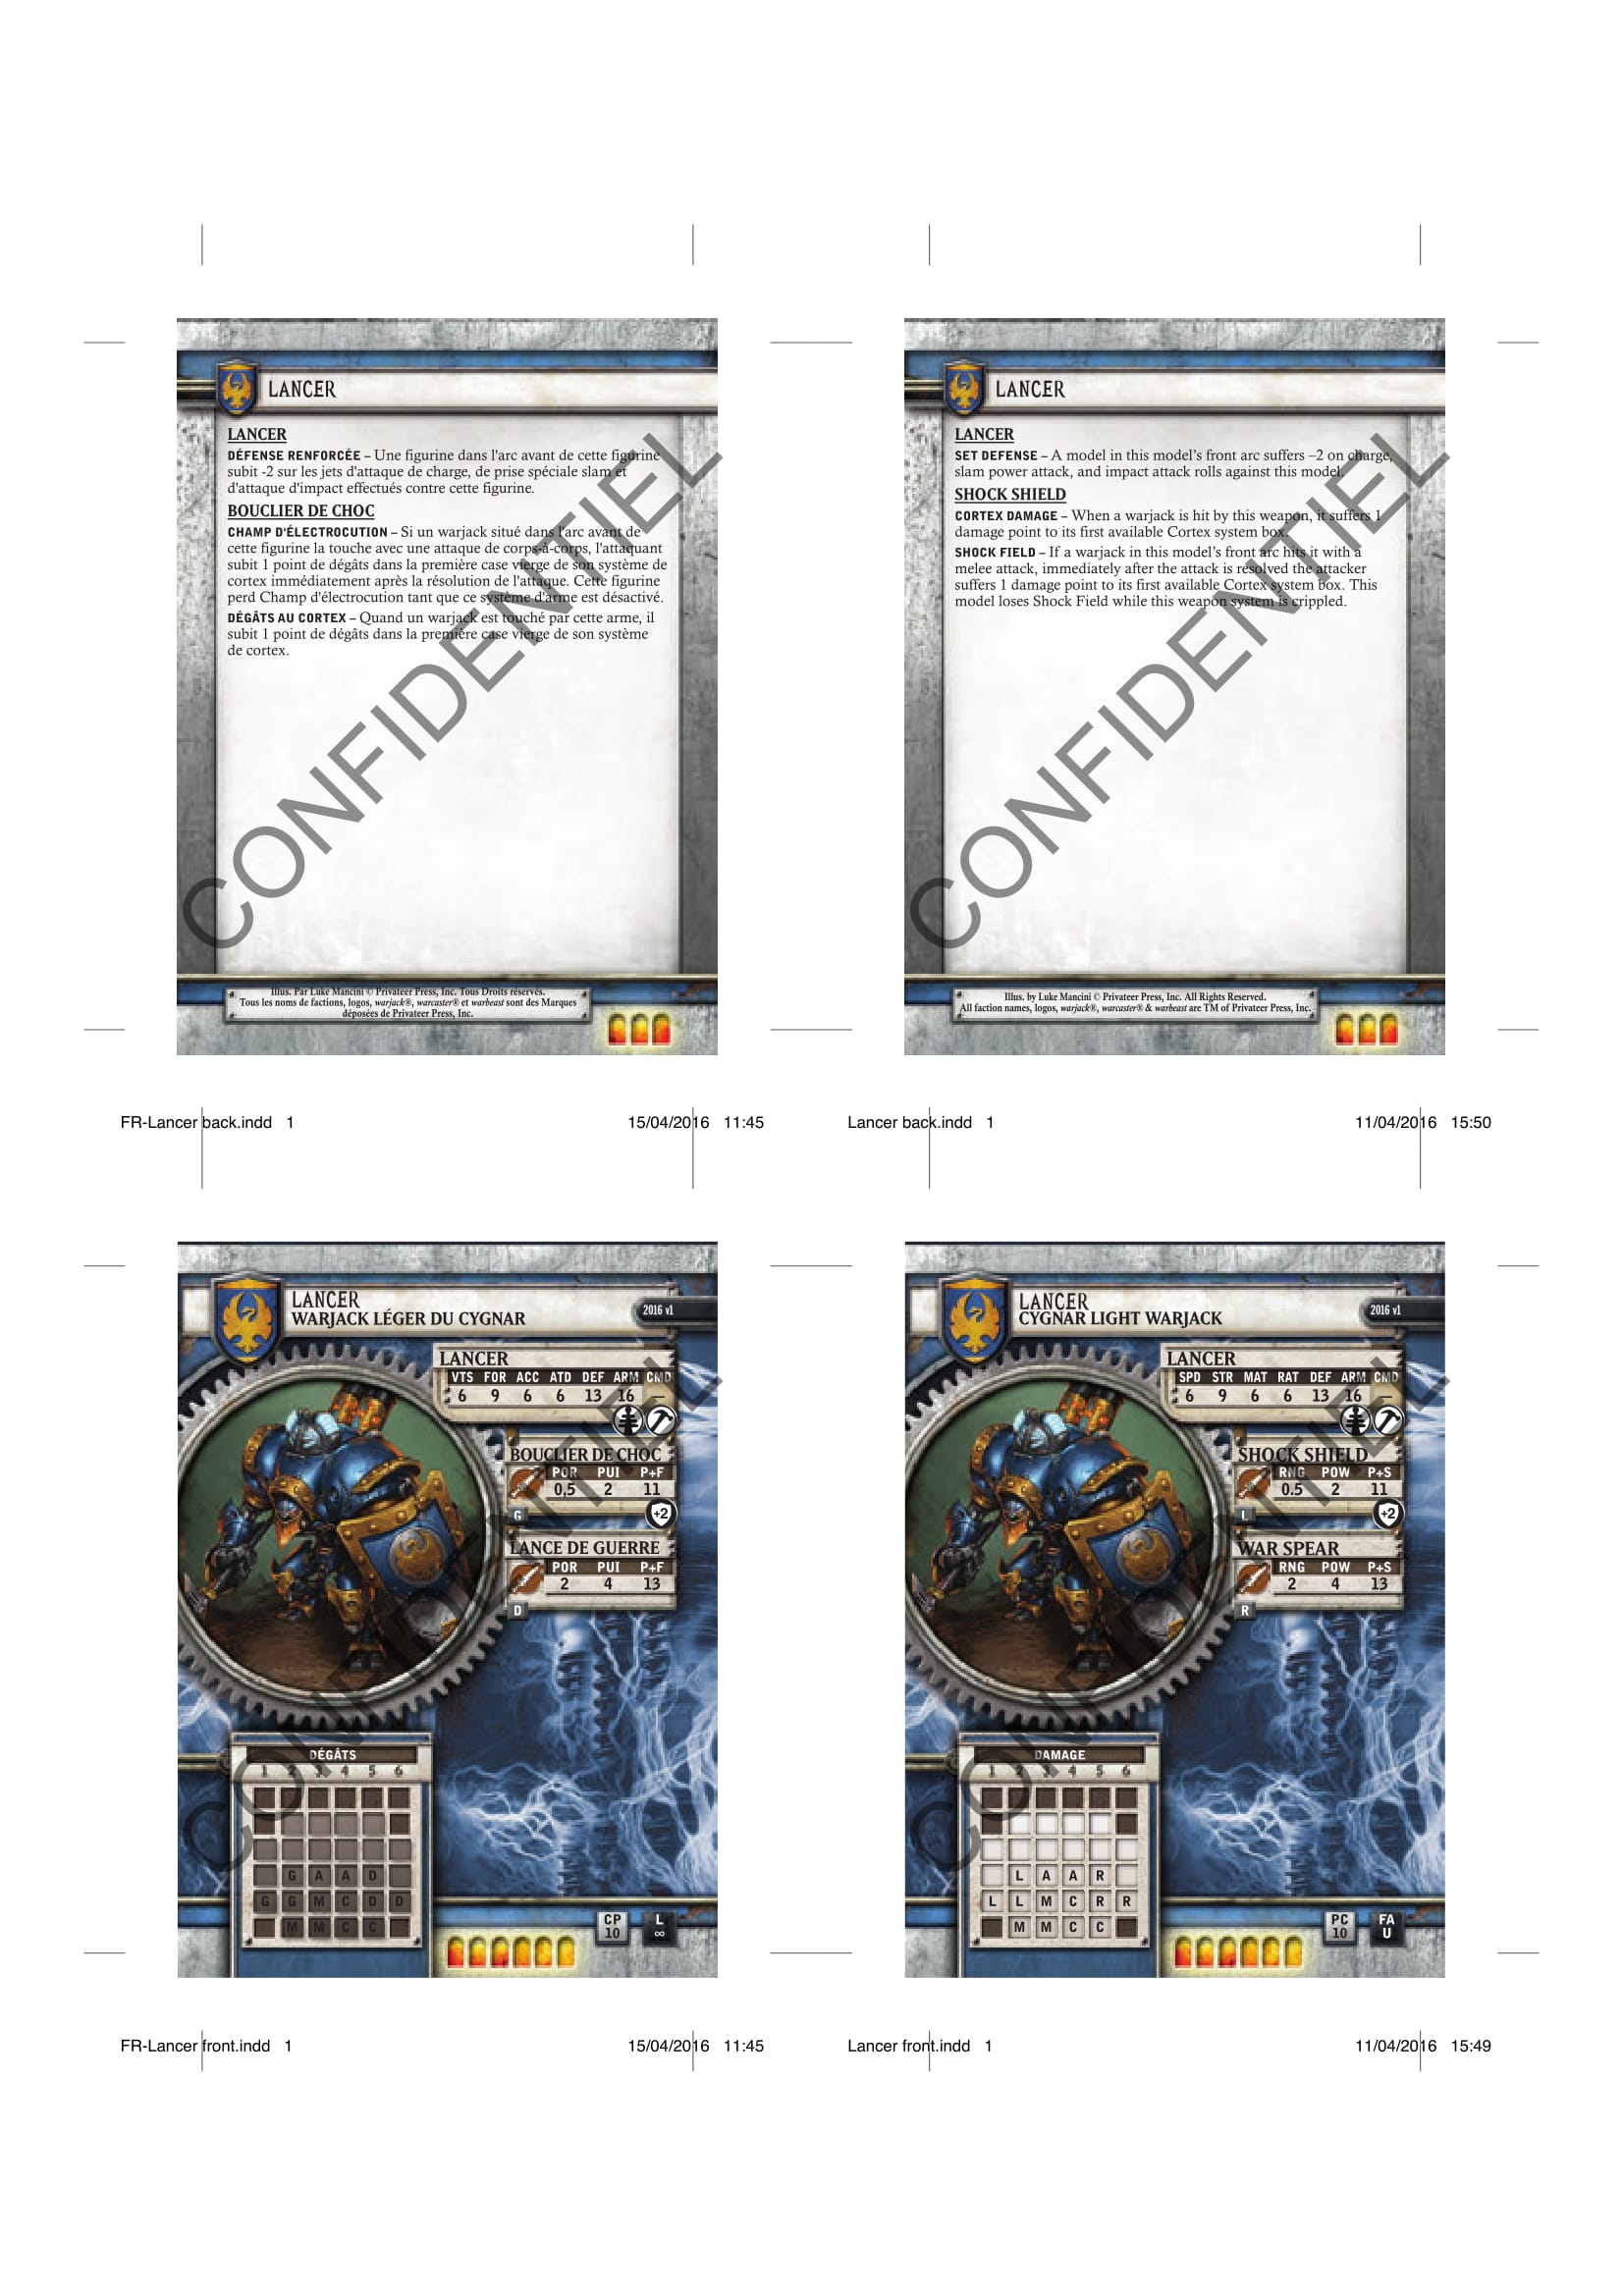 LANCER
LANCER
DÉFENSE RENFORCÉE – Une figurine dans l'arc avant de cette figurine
subit -2 sur les jets d'attaque de charge, de prise spéciale slam et
d'attaque d'impact effectués contre cette figurine.
BOUCLIER DE CHOC
CHAMP D'ÉLECTROCUTION – Si un warjack situé dans l'arc avant de
cette figurine la touche avec une attaque de corps-à-corps, l'attaquant
subit 1 point de dégâts dans la première case vierge de son système de
cortex immédiatement après la résolution de l'attaque. Cette figurine
perd Champ d'électrocution tant que ce système d'arme est désactivé.
DÉGÂTS AU CORTEX – Quand un warjack est touché par cette arme, il
subit 1 point de dégâts dans la première case vierge de son système
de cortex.
CONFIDENTIEL
Illus. Par Luke Mancini © Privateer Press, Inc. Tous Droits réservés.
Tous les noms de factions, logos, warjack®, warcaster® et warbeast sont des Marques
déposées de Privateer Press, Inc.
FR-Lancer back.indd 1
15/04/2016 11:45
LANCER
LANCER
SET DEFENSE – A model in this model’s front arc suffers –2 on charge,
slam power attack, and impact attack rolls against this model.
SHOCK SHIELD
CORTEX DAMAGE – When a warjack is hit by this weapon, it suffers 1
damage point to its first available Cortex system box.
SHOCK FIELD – If a warjack in this model’s front arc hits it with a
melee attack, immediately after the attack is resolved the attacker
suffers 1 damage point to its first available Cortex system box. This
model loses Shock Field while this weapon system is crippled.
CONFIDENTIEL
Illus. by Luke Mancini © Privateer Press, Inc. All Rights Reserved.
All faction names, logos, warjack®, warcaster® & warbeast are TM of Privateer Press, Inc.
Lancer back.indd 1
11/04/2016 15:50
LANCER
WARJACK LÉGER DU CYGNAR
2016 v1
LANCER
VTS FOR ACC ATD DEF ARM CMD
6 9 6 6 13 16 —
BOUCLIER DE CHOC
POR PUI P+F
0,5 2 11
G
+2
LANCE DE GUERRE
POR PUI P+F
2 4 13
D
DÉGÂTS
1 2 3 4 5 6
G A A D
G G M C D D
M M C C
CP
10
L
∞
CONFIDENTIEL
FR-Lancer front.indd 1
15/04/2016 11:45
LANCER
CYGNAR LIGHT WARJACK
2016 v1
LANCER
SPD STR MAT RAT DEF ARM CMD
6 9 6 6 13 16 —
SHOCK SHIELD
RNG POW P+S
0.5 2 11
L
+2
WAR SPEAR
RNG POW P+S
2 4 13
R
DAMAGE
1 2 3 4 5 6
L A A R
L L M C R R
M M C C
PC
10
FA
U
CONFIDENTIEL
Lancer front.indd 1
11/04/2016 15:49